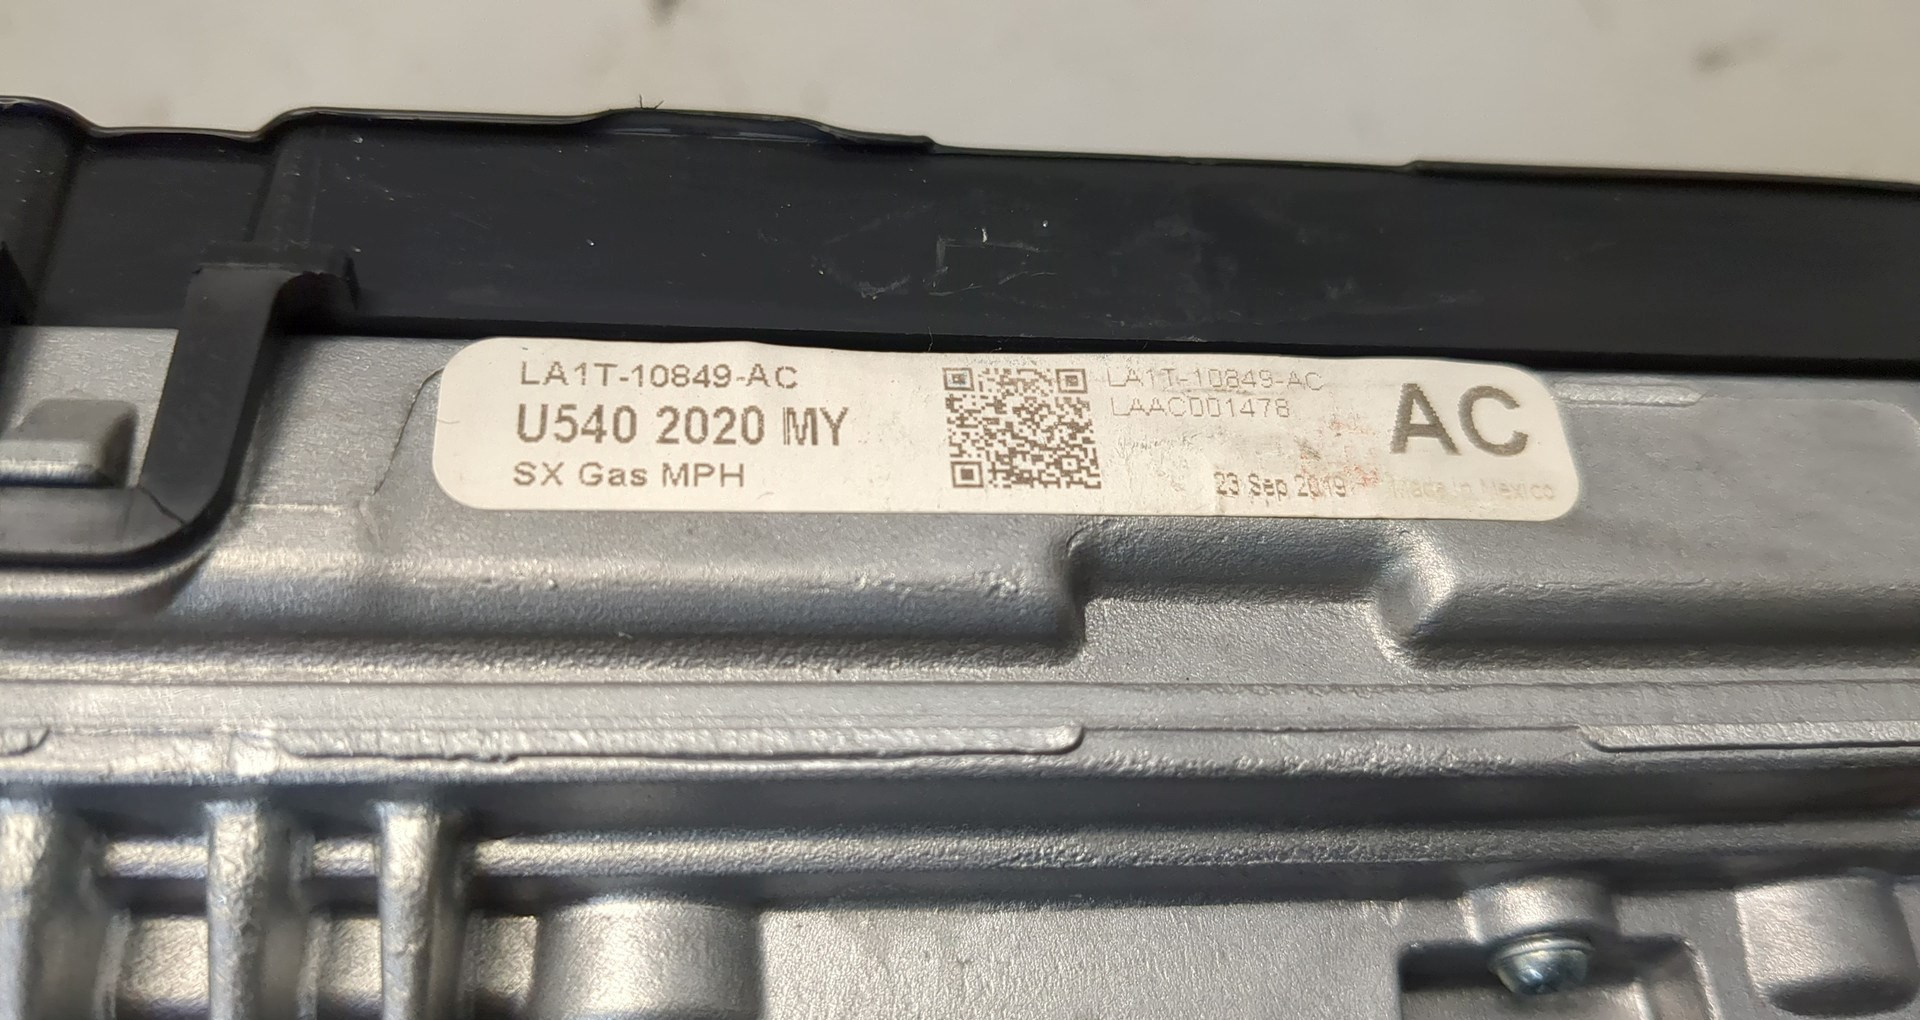 LA1T-10849-AC
U540 2020 MY
SX Gas MPH
LA1T-10849-AC
LAAC001478
AC
23 Sep 2019 Made in Mexico